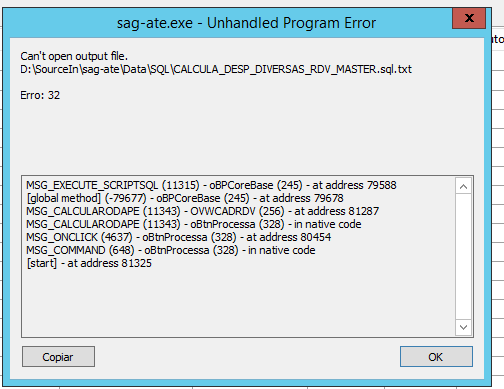 sag-ate.exe - Unhandled Program Error
Can't open output file.
D:\SourceIn\sag-ate\Data\SQL\CALCULA_DESP_DIVERSAS_RDV_MASTER.sql.txt
Erro: 32
MSG_EXECUTE_SCRIPTSQL (11315) - oBPCoreBase (245) - at address 79588
[global method] (-79677) - oBPCoreBase (245) - at address 79678
MSG_CALCULARODAPE (11343) - OVWCADRDV (256) - at address 81287
MSG_CALCULARODAPE (11343) - oBtnProcessa (328) - in native code
MSG_ONCLICK (4637) - oBtnProcessa (328) - at address 80454
MSG_COMMAND (648) - oBtnProcessa (328) - in native code
[start] - at address 81325
Copiar
OK